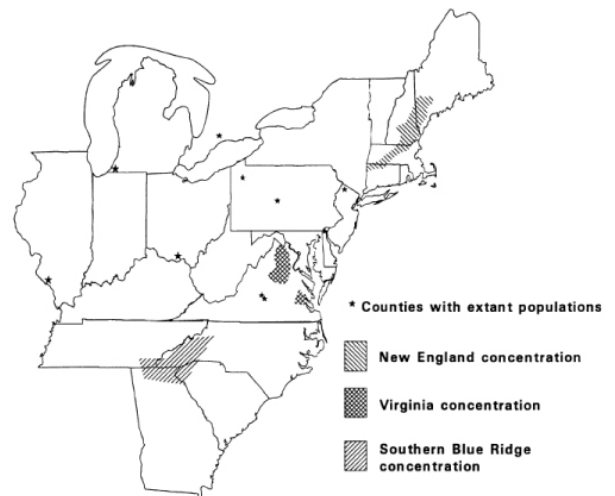 * Counties with extant populations
New England concentration
Virginia concentration
Southern Blue Ridge
concentration